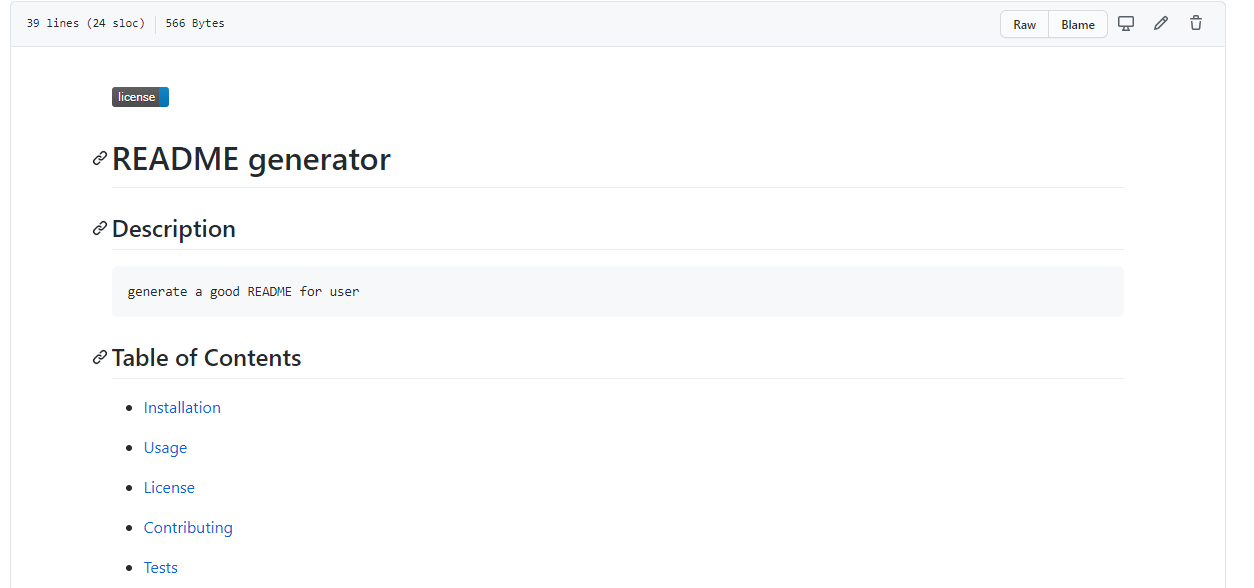 39 lines (24 sloc) 566 Bytes Raw Blame
license
README generator
Description
generate a good README for user
Table of Contents
Installation
Usage
License
Contributing
Tests